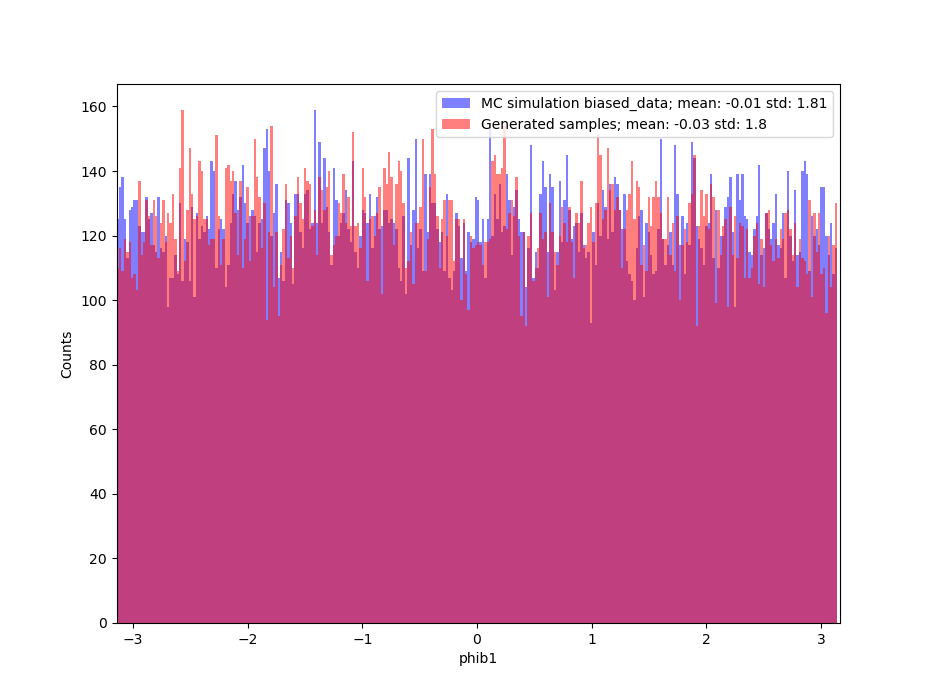 MC simulation biased_data; mean: -0.01 std: 1.81
Generated samples; mean: -0.03 std: 1.8
160
140
120
100
80
60
40
20
0
Counts
−3 −2 −1 0 1 2 3
phib1